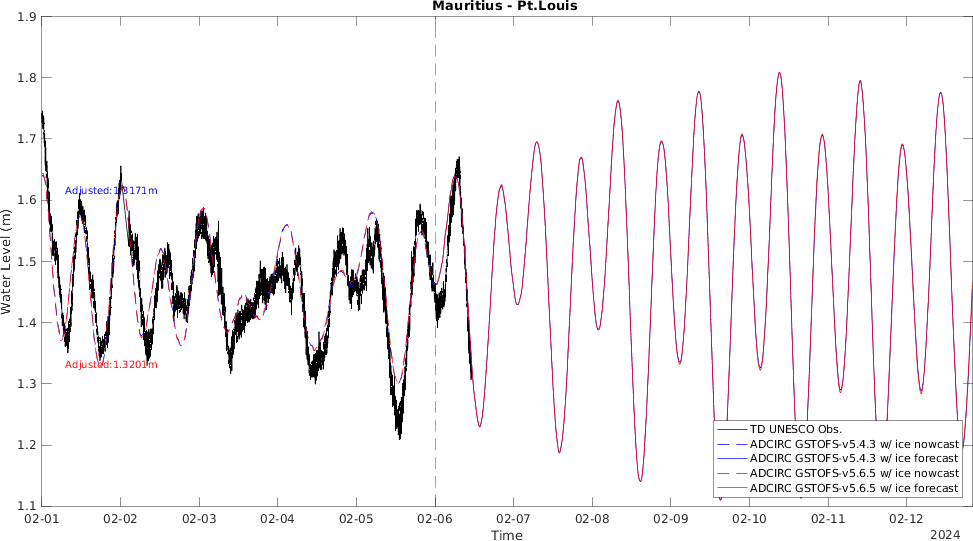 Mauritius - Pt.Louis
1.9
1.8
1.7
1.6
1.5
1.4
1.3
1.2
1.1
Water Level (m)
Adjusted:1.3171m
Adjusted:1.3201m
TD UNESCO Obs.
ADCIRC GSTOFS-v5.4.3 w/ ice nowcast
ADCIRC GSTOFS-v5.4.3 w/ ice forecast
ADCIRC GSTOFS-v5.6.5 w/ ice nowcast
ADCIRC GSTOFS-v5.6.5 w/ ice forecast
02-01 02-02 02-03 02-04 02-05 02-06 02-07 02-08 02-09 02-10 02-11 02-12
Time
2024